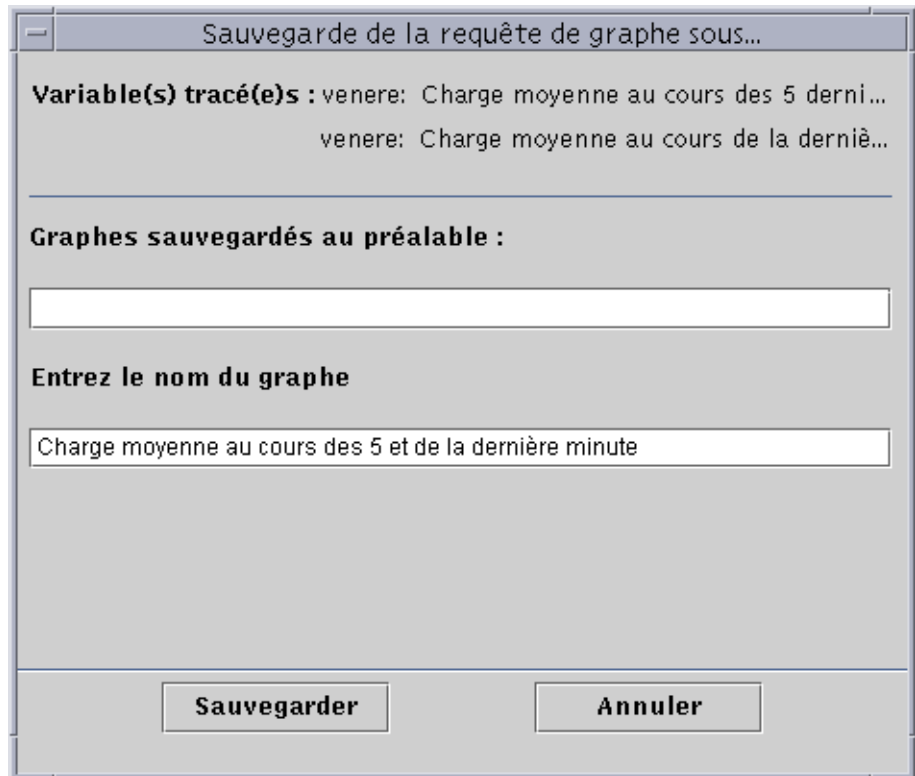 Sauvegarde de la requête de graphe sous...
Variable(s) tracé(e)s : venere: Charge moyenne au cours des 5 derni...
venere: Charge moyenne au cours de la derniè...
Graphes sauvegardés au préalable :
Entrez le nom du graphe
Charge moyenne au cours des 5 et de la dernière minute
Sauvegarder Annuler